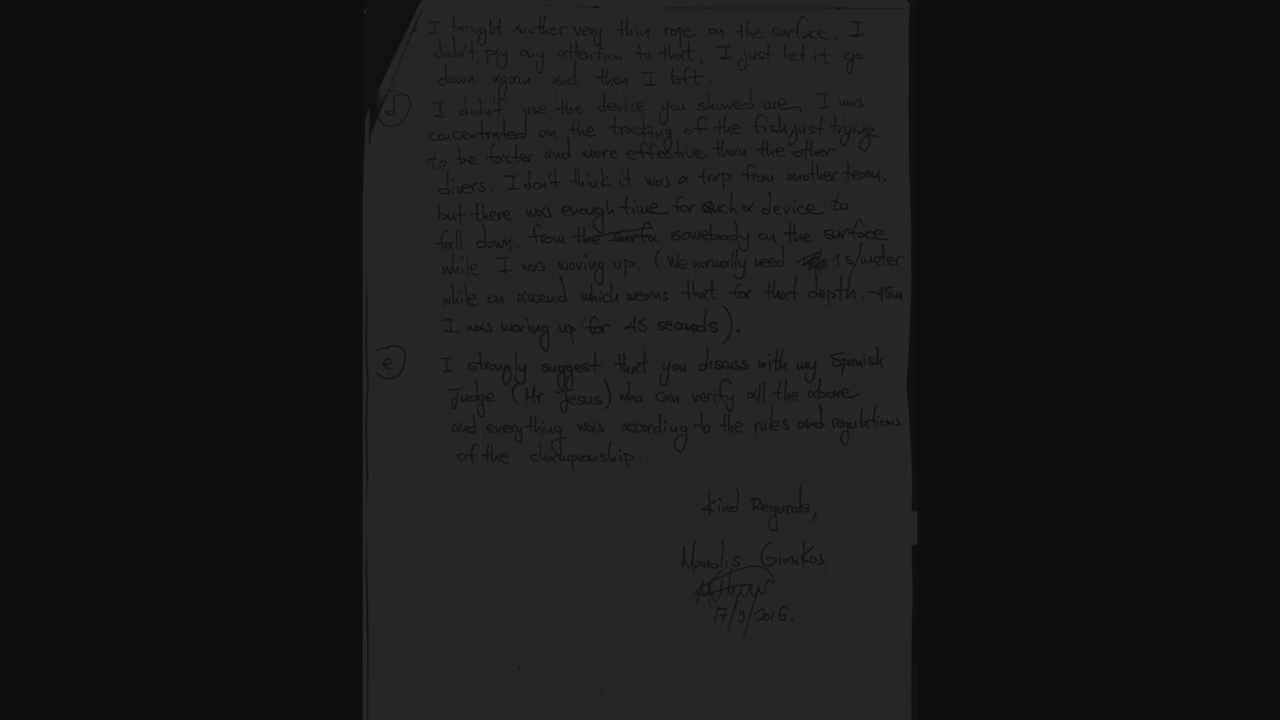 I brought another very thin rope on the surface. I
didn't pay any attention to that, I just let it go
down again and then I left.
d I didn't use the device you showed me. I was
concentrated on the tracking of the fish, just trying
to be faster and more effective than the other
divers. I don't think it was a trap from another team,
but there was enough time for such a device to
fall down. from the surfa somebody on the surface
while I was moving up. (We normally need 1s/meter
while on ascend which means that for that depth. ~45m
I was moving up for 45 seconds).
e I strongly suggest that you discuss with my Spanish
Judge (Mr Jesus) who can verify all the above
and everything was according to the rules and regulations
of the championship.
Kind Regards,
Manolis Giankos
17/9/2016.